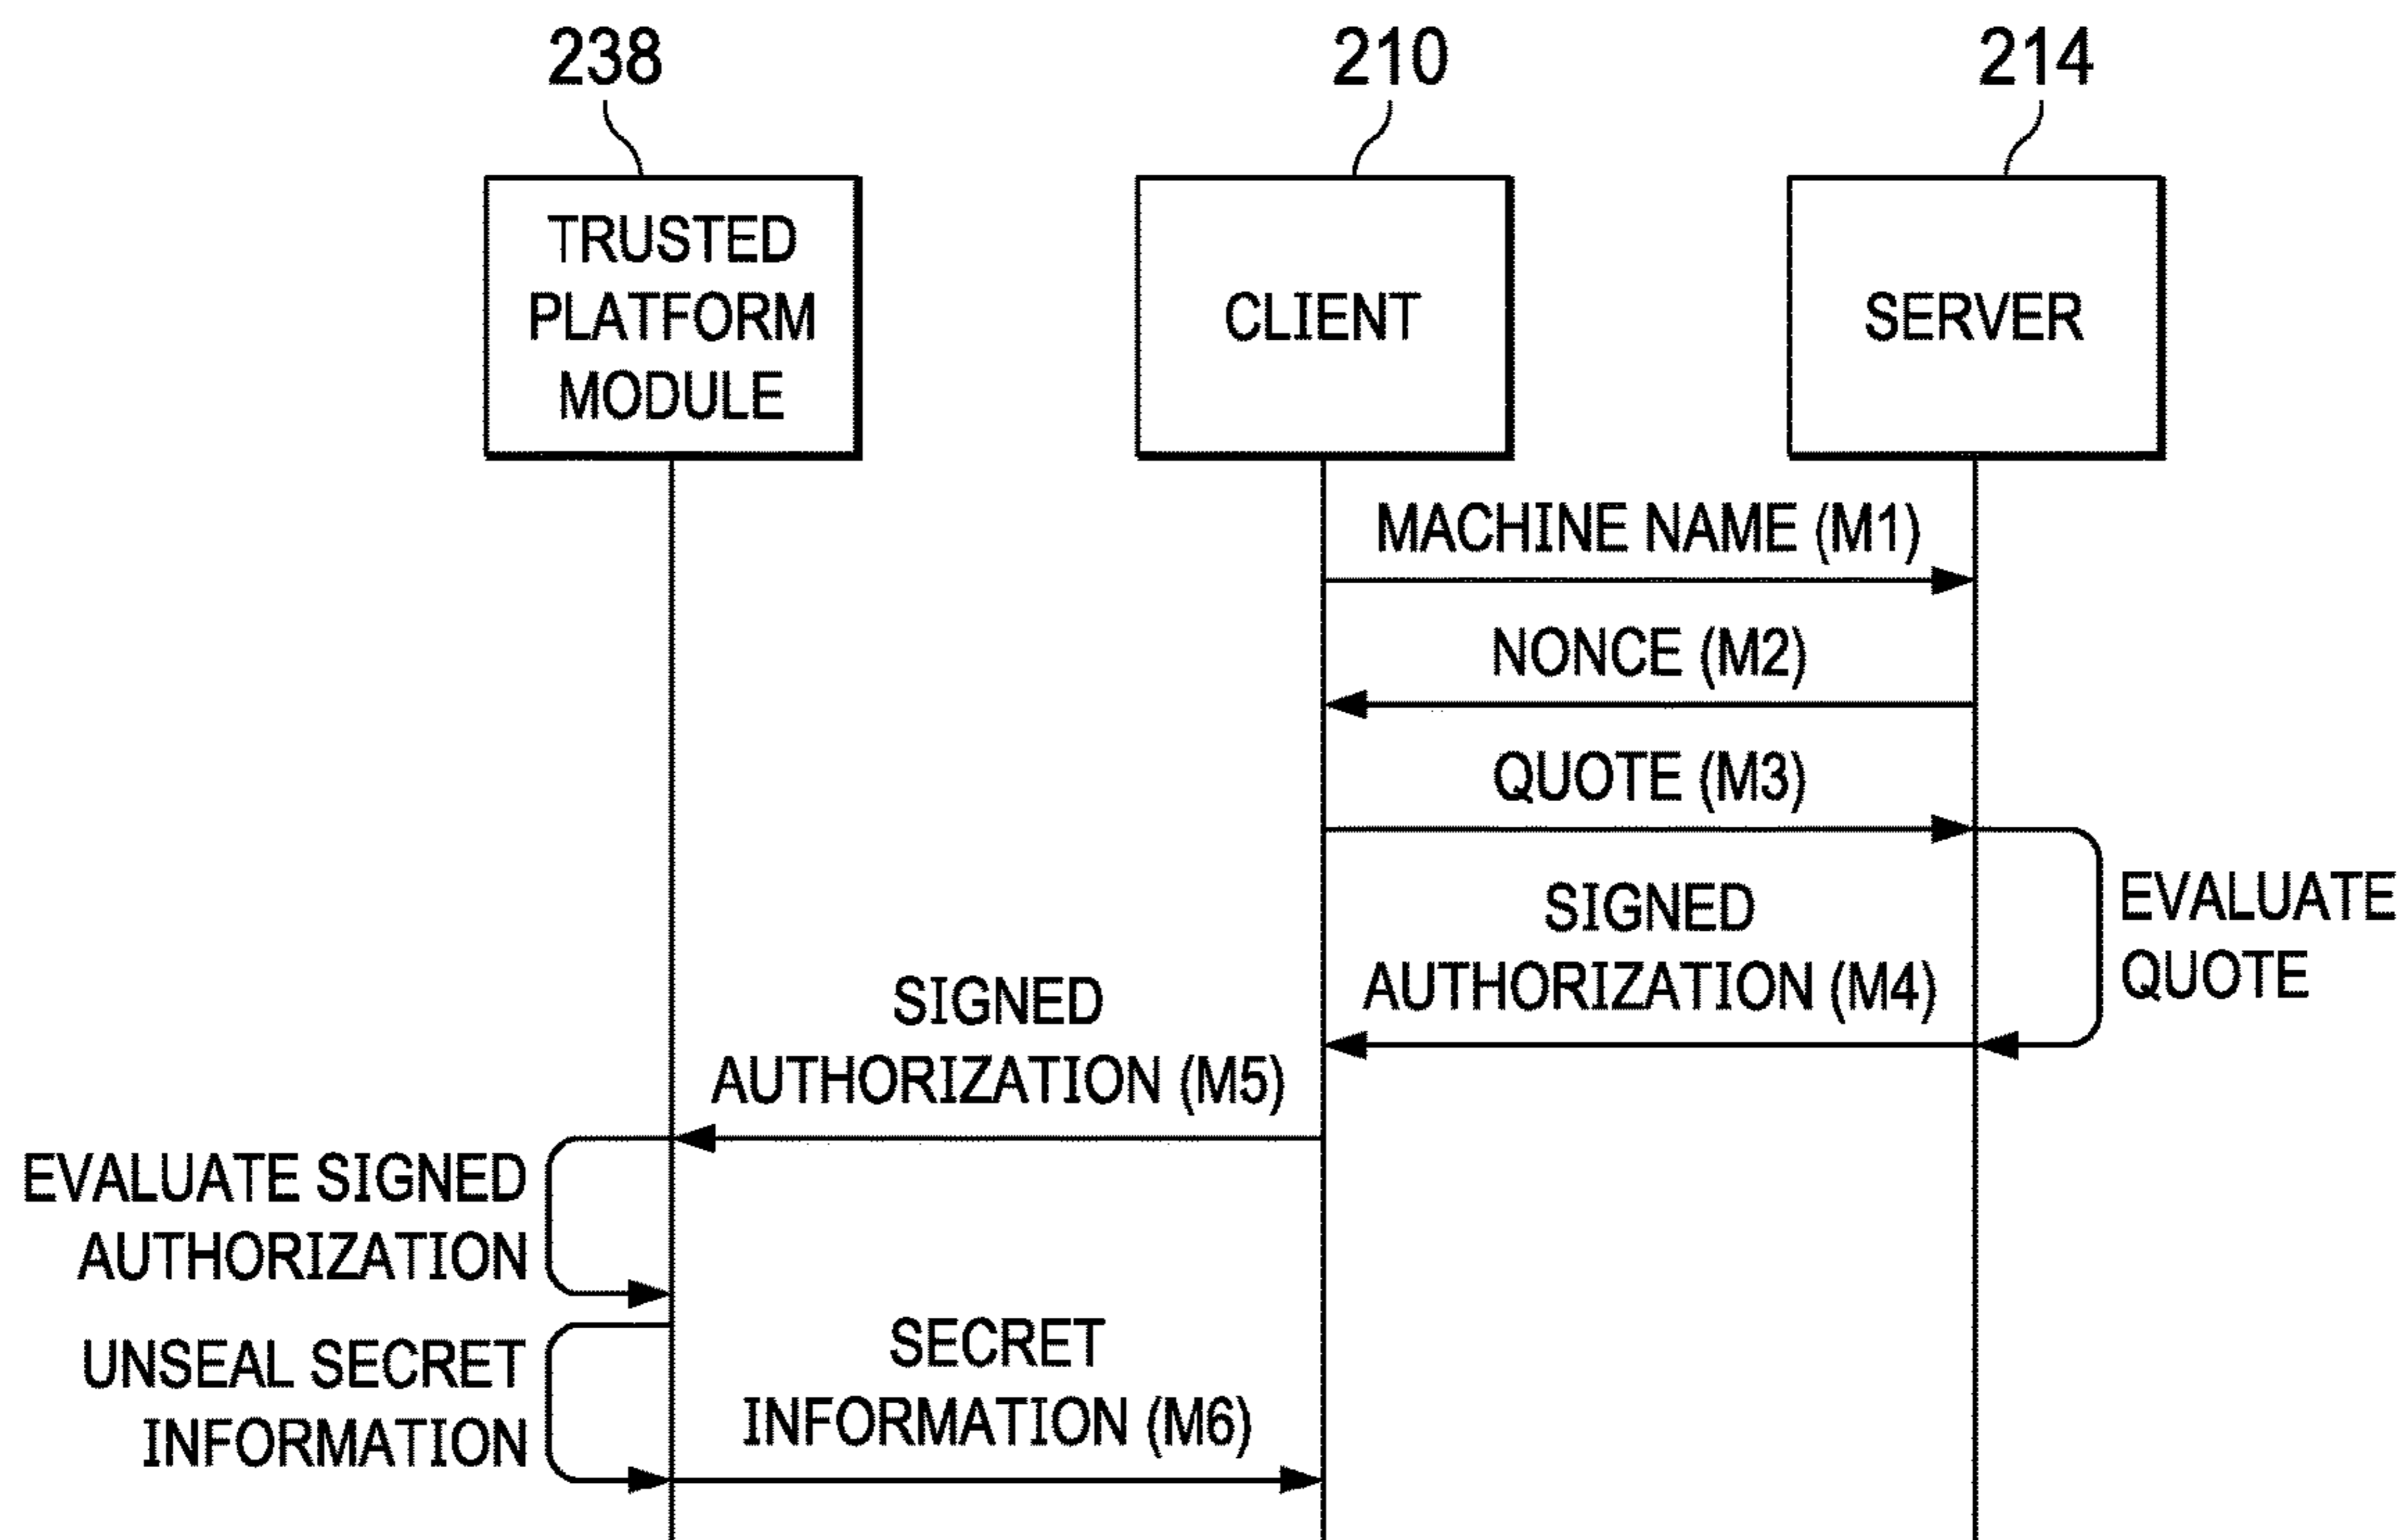 238
210
214
TRUSTED
PLATFORM
MODULE
CLIENT
SERVER
MACHINE NAME (M1)
NONCE (M2)
QUOTE (M3)
EVALUATE
QUOTE
SIGNED
AUTHORIZATION (M4)
SIGNED
AUTHORIZATION (M5)
EVALUATE SIGNED
AUTHORIZATION
UNSEAL SECRET
INFORMATION
SECRET
INFORMATION (M6)